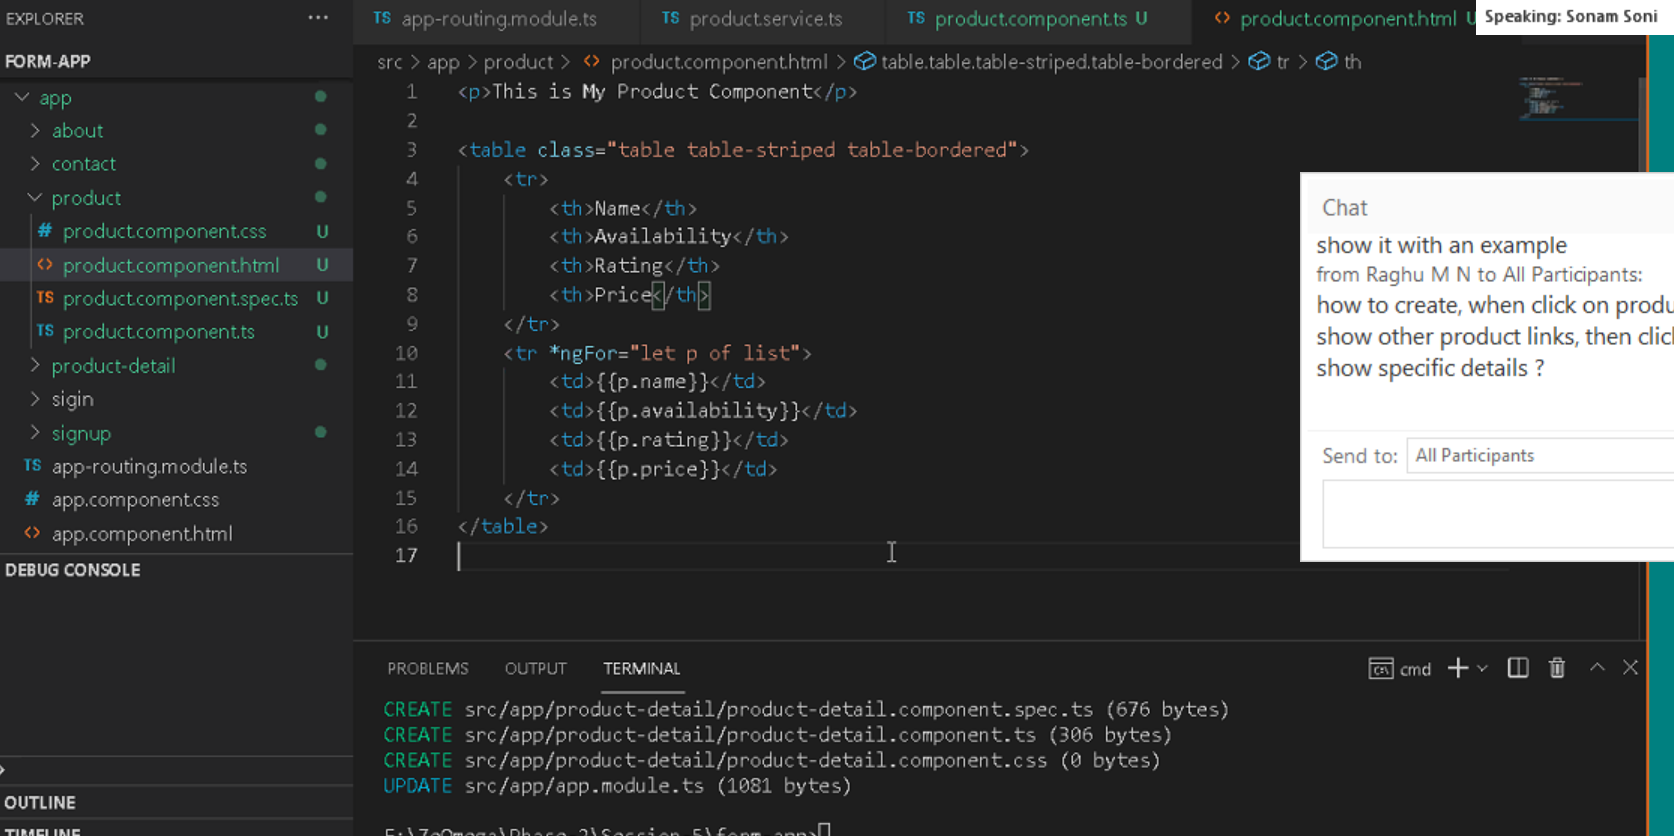 EXPLORER
FORM-APP
app
about
contact
product
# product.component.css U
<> product.component.html U
TS product.component.spec.ts U
TS product.component.ts U
product-detail
sigin
signup
TS app-routing.module.ts
# app.component.css
<> app.component.html
DEBUG CONSOLE
OUTLINE
TIMELINE
TS app-routing.module.ts TS product.service.ts TS product.component.ts U <> product.component.html U
Speaking: Sonam Soni
src > app > product > <> product.component.html > table.table.table-striped.table-bordered > tr > th
1 <p>This is My Product Component</p>
2
3 <table class="table table-striped table-bordered">
4 <tr>
5 <th>Name</th>
6 <th>Availability</th>
7 <th>Rating</th>
8 <th>Price</th>
9 </tr>
10 <tr *ngFor="let p of list">
11 <td>{{p.name}}</td>
12 <td>{{p.availability}}</td>
13 <td>{{p.rating}}</td>
14 <td>{{p.price}}</td>
15 </tr>
16 </table>
17
Chat
show it with an example
from Raghu M N to All Participants:
how to create, when click on produ
show other product links, then clic
show specific details ?
Send to: All Participants
PROBLEMS OUTPUT TERMINAL
cmd
CREATE src/app/product-detail/product-detail.component.spec.ts (676 bytes)
CREATE src/app/product-detail/product-detail.component.ts (306 bytes)
CREATE src/app/product-detail/product-detail.component.css (0 bytes)
UPDATE src/app/app.module.ts (1081 bytes)